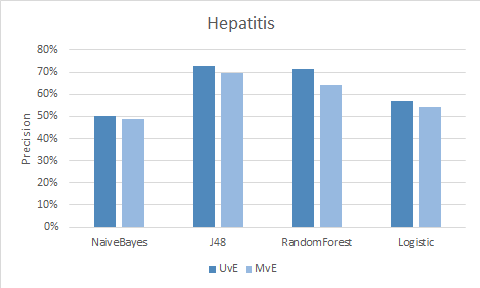 Hepatitis
80%
70%
60%
50%
40%
30%
20%
10%
0%
Precision
NaiveBayes J48 RandomForest Logistic
UvE MvE